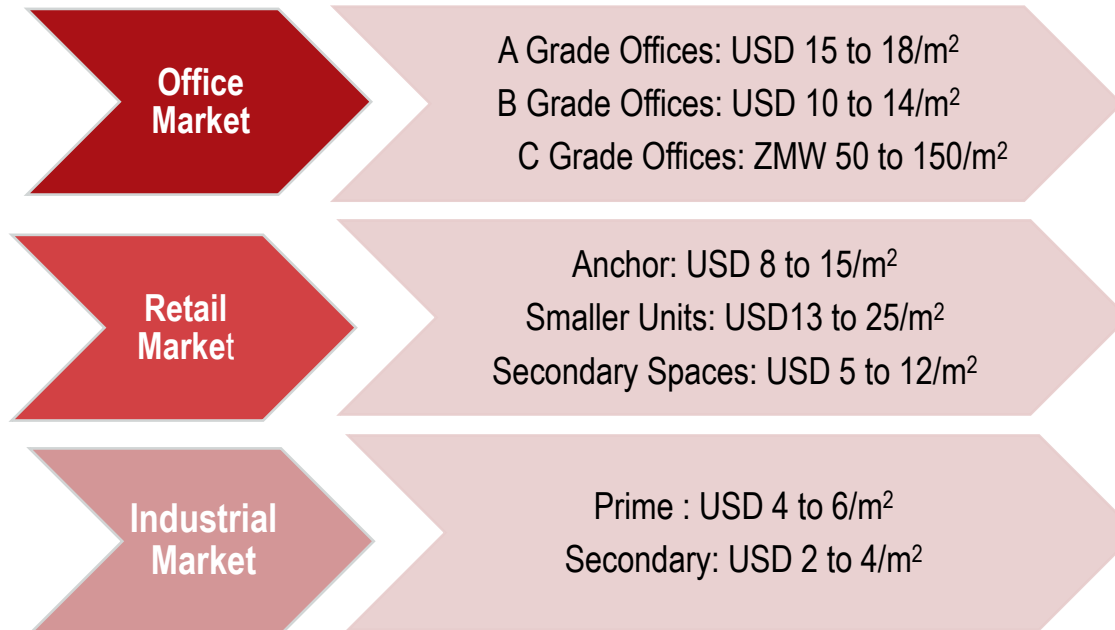 Office
Market
A Grade Offices: USD 15 to 18/m²
B Grade Offices: USD 10 to 14/m²
C Grade Offices: ZMW 50 to 150/m²
Retail
Market
Anchor: USD 8 to 15/m²
Smaller Units: USD13 to 25/m²
Secondary Spaces: USD 5 to 12/m²
Industrial
Market
Prime : USD 4 to 6/m²
Secondary: USD 2 to 4/m²